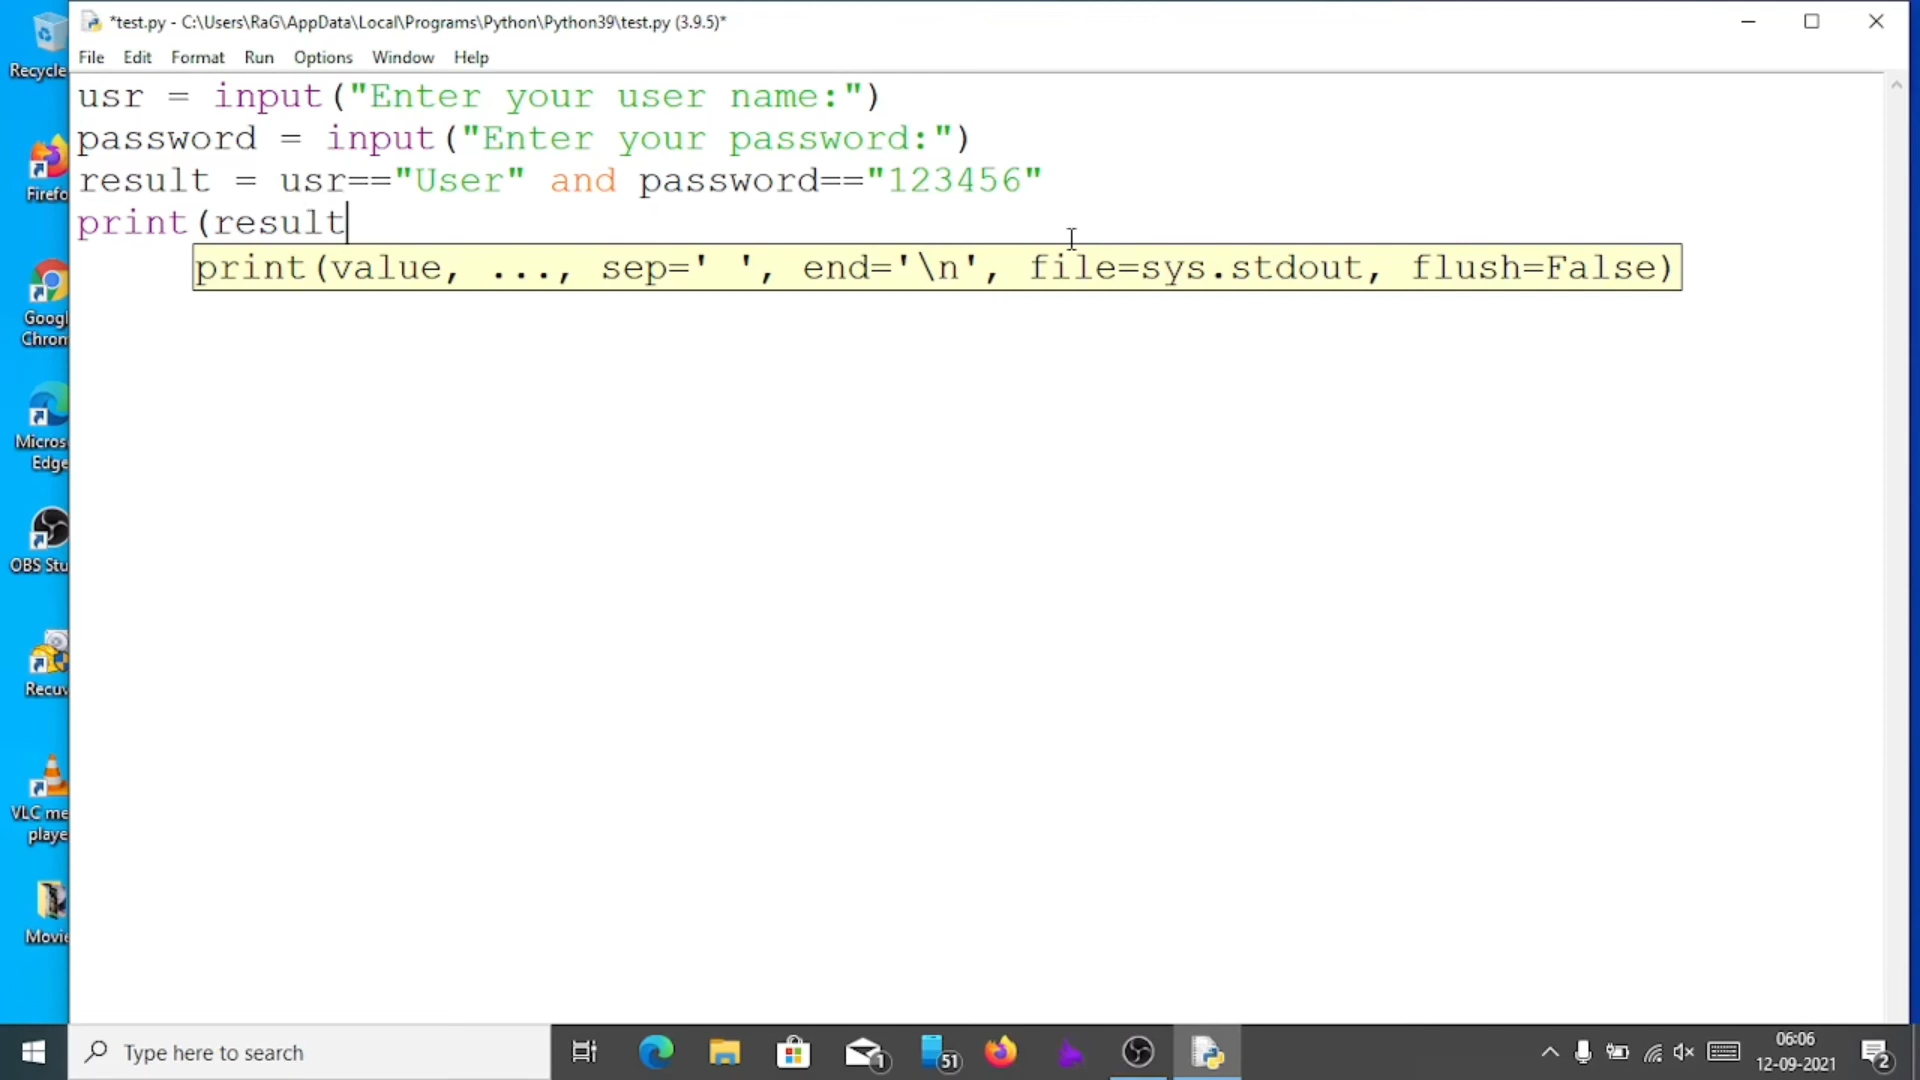 *test.py - C:\Users\RaG\AppData\Local\Programs\Python\Python39\test.py (3.9.5)*
File Edit Format Run Options Window Help
usr = input("Enter your user name:")
password = input("Enter your password:")
result = usr=="User" and password=="123456"
print(result
print(value, ..., sep=' ', end='\n', file=sys.stdout, flush=False)
Recycle
Firefo
Googl
Chron
Micros
Edge
OBS Stu
Recuv
VLC me
playe
Movie
Type here to search
1
51
06:06
12-09-2021
2